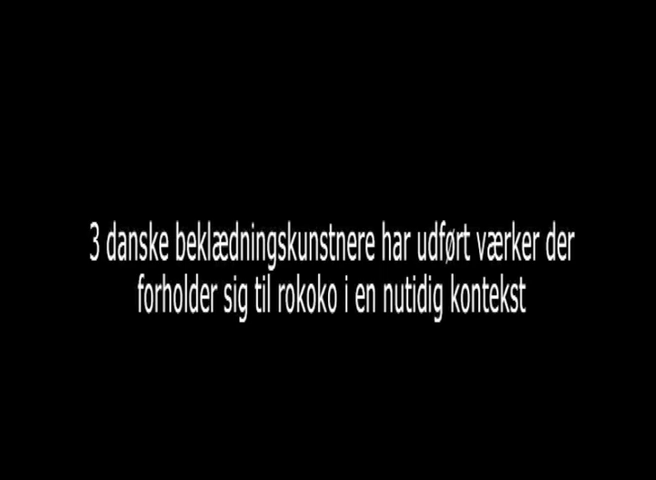 3 danske beklædningskunstnere har udført værker der
forholder sig til rokoko i en nutidig kontekst